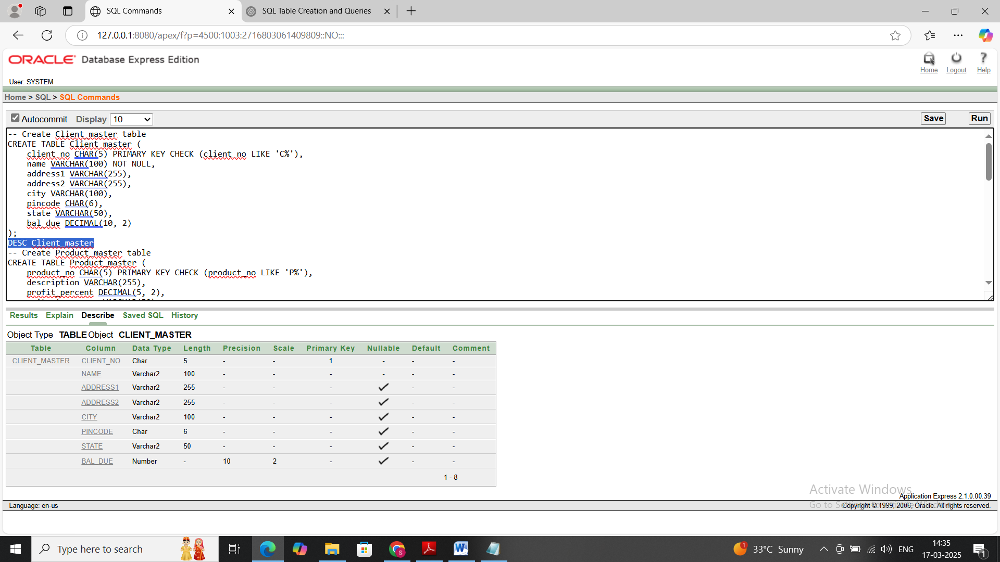 SQL Commands
SQL Table Creation and Queries
127.0.0.1:8080/apex/f?p=4500:1003:2716803061409809::NO:::
ORACLE Database Express Edition
Home Logout Help
User: SYSTEM
Home > SQL > SQL Commands
Autocommit Display 10
Save Run
-- Create Client_master table
CREATE TABLE Client_master (
    client_no CHAR(5) PRIMARY KEY CHECK (client_no LIKE 'C%'),
    name VARCHAR(100) NOT NULL,
    address1 VARCHAR(255),
    address2 VARCHAR(255),
    city VARCHAR(100),
    pincode CHAR(6),
    state VARCHAR(50),
    bal_due DECIMAL(10, 2)
);
DESC Client_master
-- Create Product_master table
CREATE TABLE Product_master (
    product_no CHAR(5) PRIMARY KEY CHECK (product_no LIKE 'P%'),
    description VARCHAR(255),
    profit_percent DECIMAL(5, 2),
Results Explain Describe Saved SQL History
Object Type TABLE Object CLIENT_MASTER
Table Column Data Type Length Precision Scale Primary Key Nullable Default Comment
CLIENT_MASTER CLIENT_NO Char 5 - - 1 - - -
NAME Varchar2 100 - - - - - -
ADDRESS1 Varchar2 255 - - - ✓ - -
ADDRESS2 Varchar2 255 - - - ✓ - -
CITY Varchar2 100 - - - ✓ - -
PINCODE Char 6 - - - ✓ - -
STATE Varchar2 50 - - - ✓ - -
BAL_DUE Number - 10 2 - ✓ - -
1 - 8
Activate Windows
Application Express 2.1.0.00.39
Language: en-us
Copyright © 1999, 2006, Oracle. All rights reserved.
Type here to search
1
33°C Sunny
ENG
14:35
17-03-2025
1